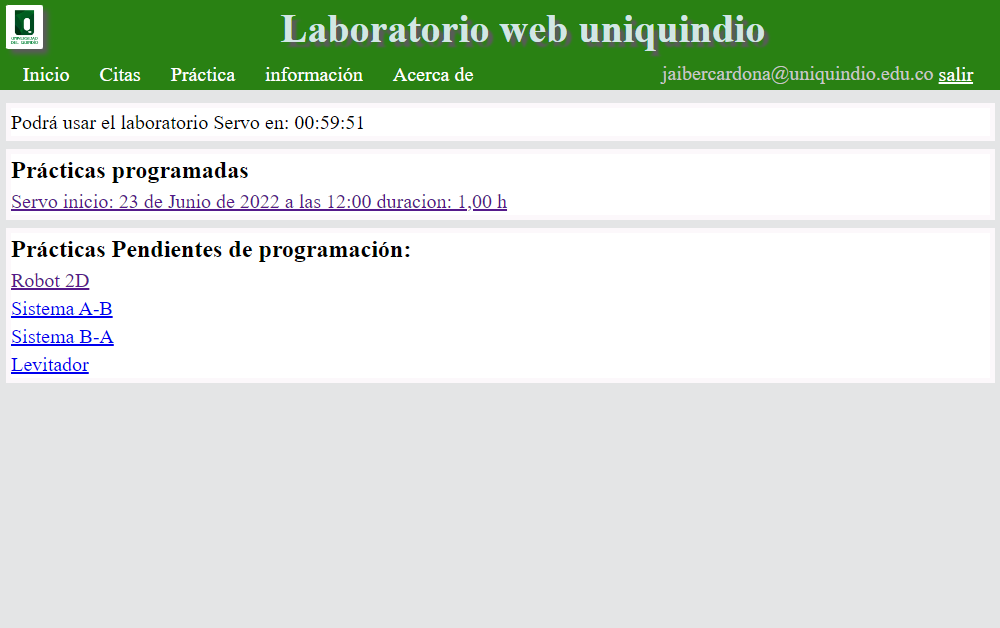 UNIVERSIDAD
DEL QUINDÍO
Laboratorio web uniquindio
Inicio Citas Práctica información Acerca de jaibercardona@uniquindio.edu.co salir
Podrá usar el laboratorio Servo en: 00:59:51
Prácticas programadas
Servo inicio: 23 de Junio de 2022 a las 12:00 duracion: 1,00 h
Prácticas Pendientes de programación:
Robot 2D
Sistema A-B
Sistema B-A
Levitador